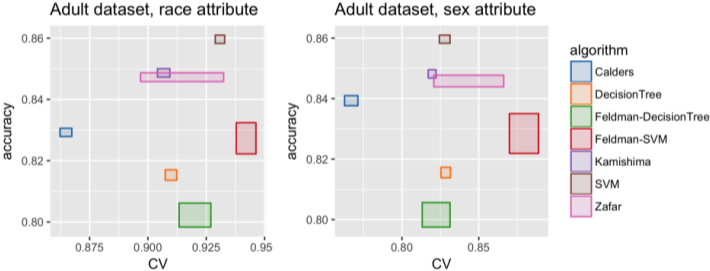 Adult dataset, race attribute
Adult dataset, sex attribute
accuracy
0.86
0.84
0.82
0.80
0.875
0.900
0.925
0.95
CV
accuracy
0.86
0.84
0.82
0.80
0.80
0.85
CV
algorithm
Calders
DecisionTree
Feldman-DecisionTree
Feldman-SVM
Kamishima
SVM
Zafar